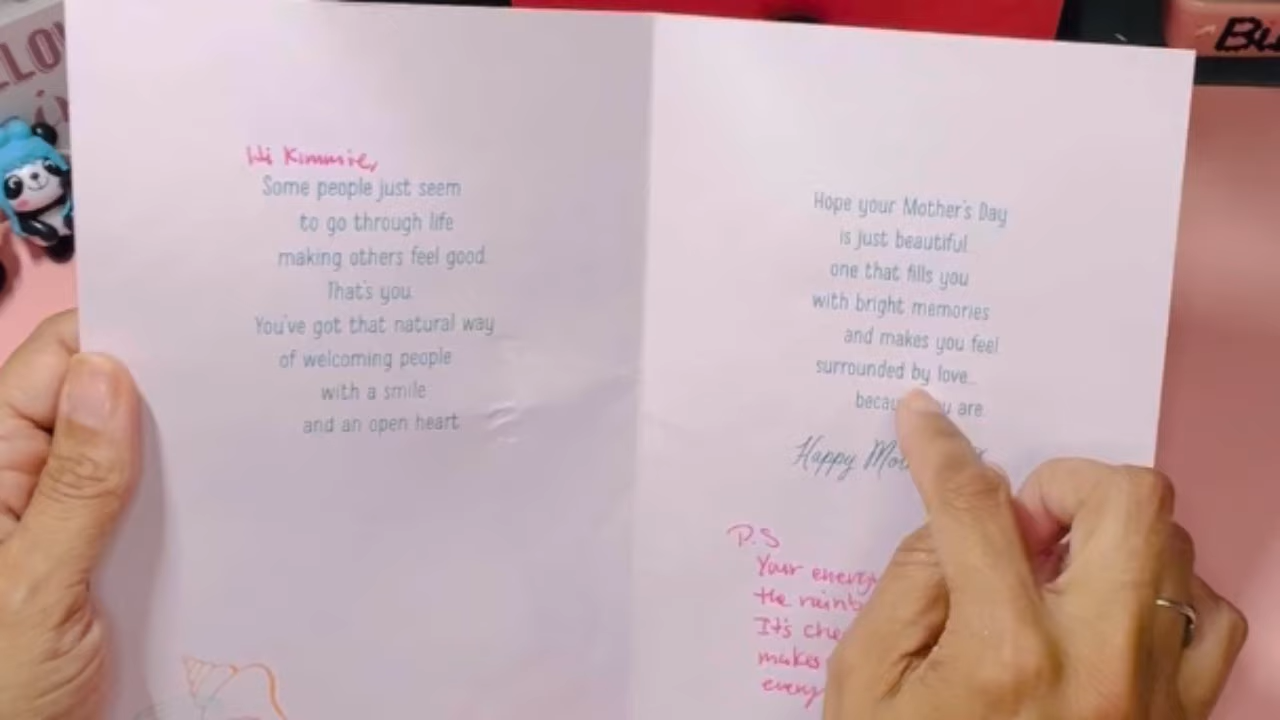 Hi Kimmie,
Some people just seem
to go through life
making others feel good.
That's you.
You've got that natural way
of welcoming people
with a smile
and an open heart
Hope your Mother's Day
is just beautiful...
one that fills you
with bright memories
and makes you feel
surrounded by love...
are.
Happy
P.S
Your energy
the
It's
makes